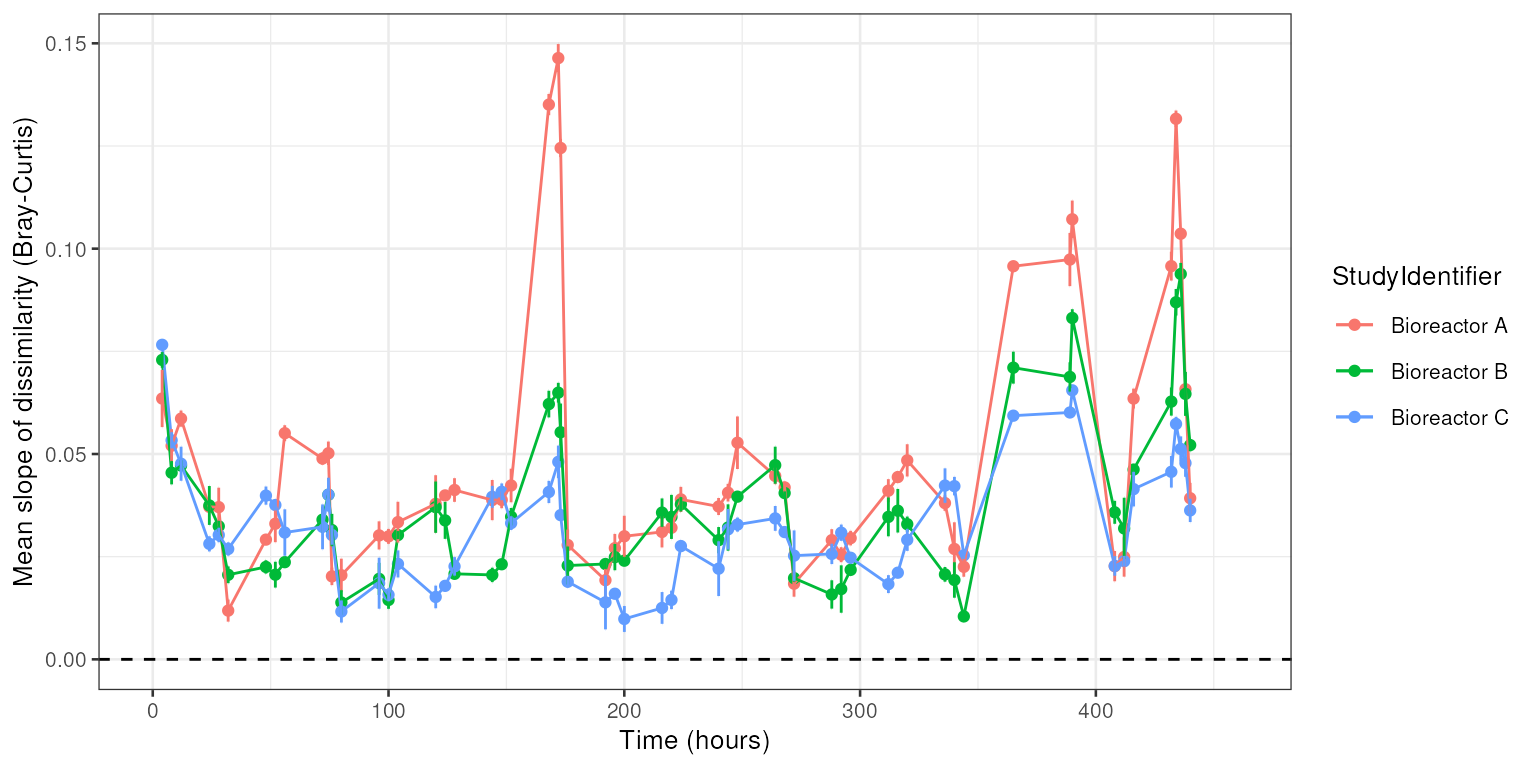 Mean slope of dissimilarity (Bray-Curtis)
0.15
0.10
0.05
0.00
0
100
200
300
400
Time (hours)
StudyIdentifier
Bioreactor A
Bioreactor B
Bioreactor C